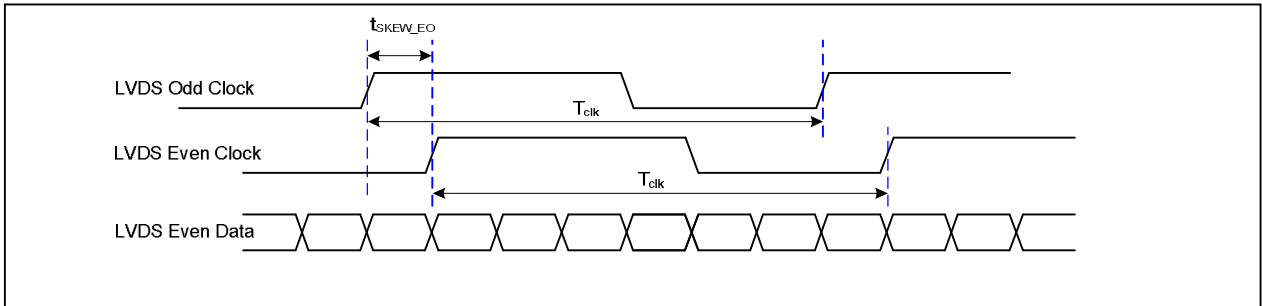 tSKEW_EO
LVDS Odd Clock
Tclk
LVDS Even Clock
Tclk
LVDS Even Data